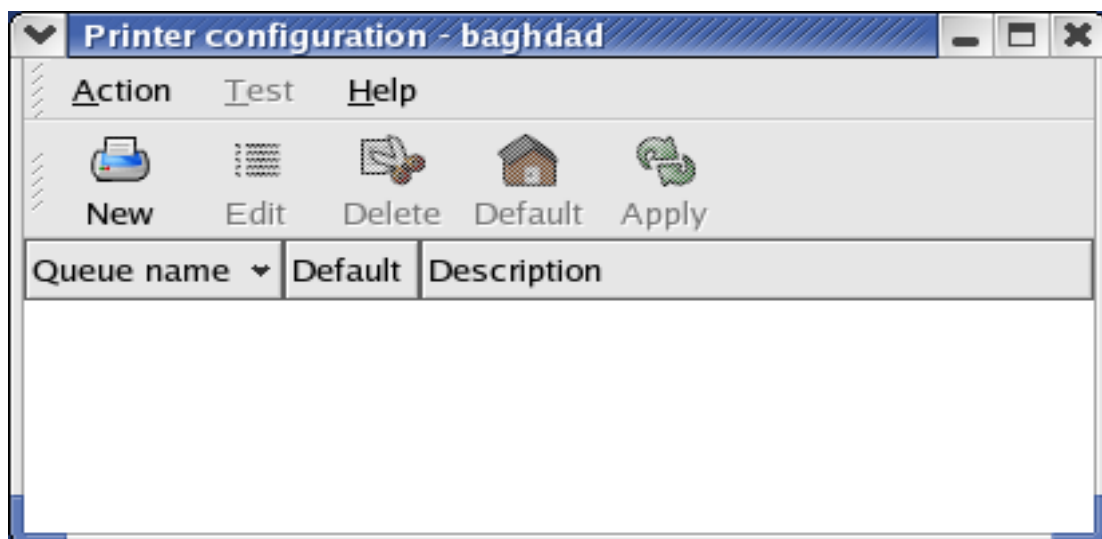 Printer configuration - baghdad
Action Test Help
New Edit Delete Default Apply
Queue name Default Description